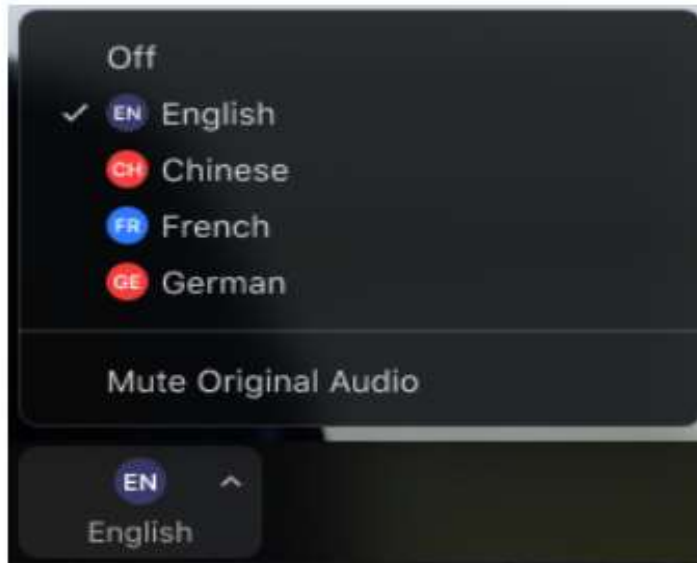 Off
EN English
CH Chinese
FR French
GE German
Mute Original Audio
EN
English